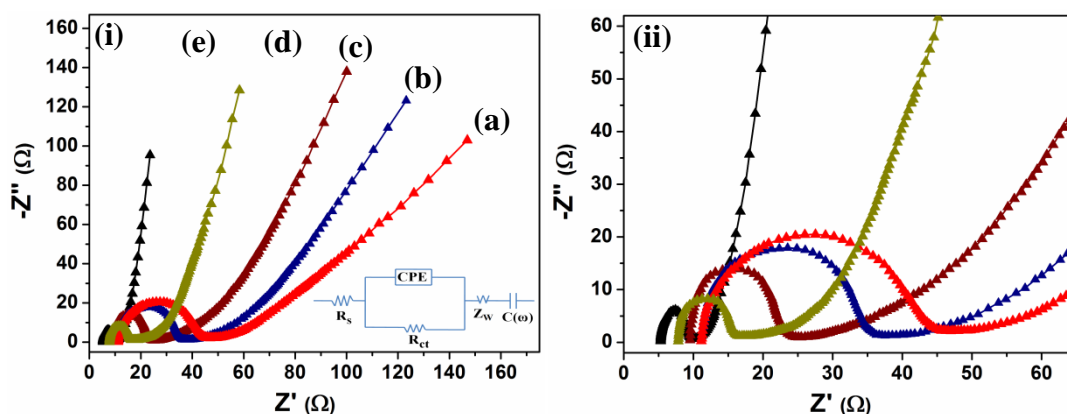 (i)
(e)
(d)
(c)
(b)
(a)
160
140
120
100
80
60
40
20
0
-Z" (Ω)
CPE
Rs
Rct
Zw
C(ω)
0 20 40 60 80 100 120 140 160
Z' (Ω)
(ii)
60
50
40
30
20
10
0
-Z" (Ω)
0 10 20 30 40 50 60
Z' (Ω)